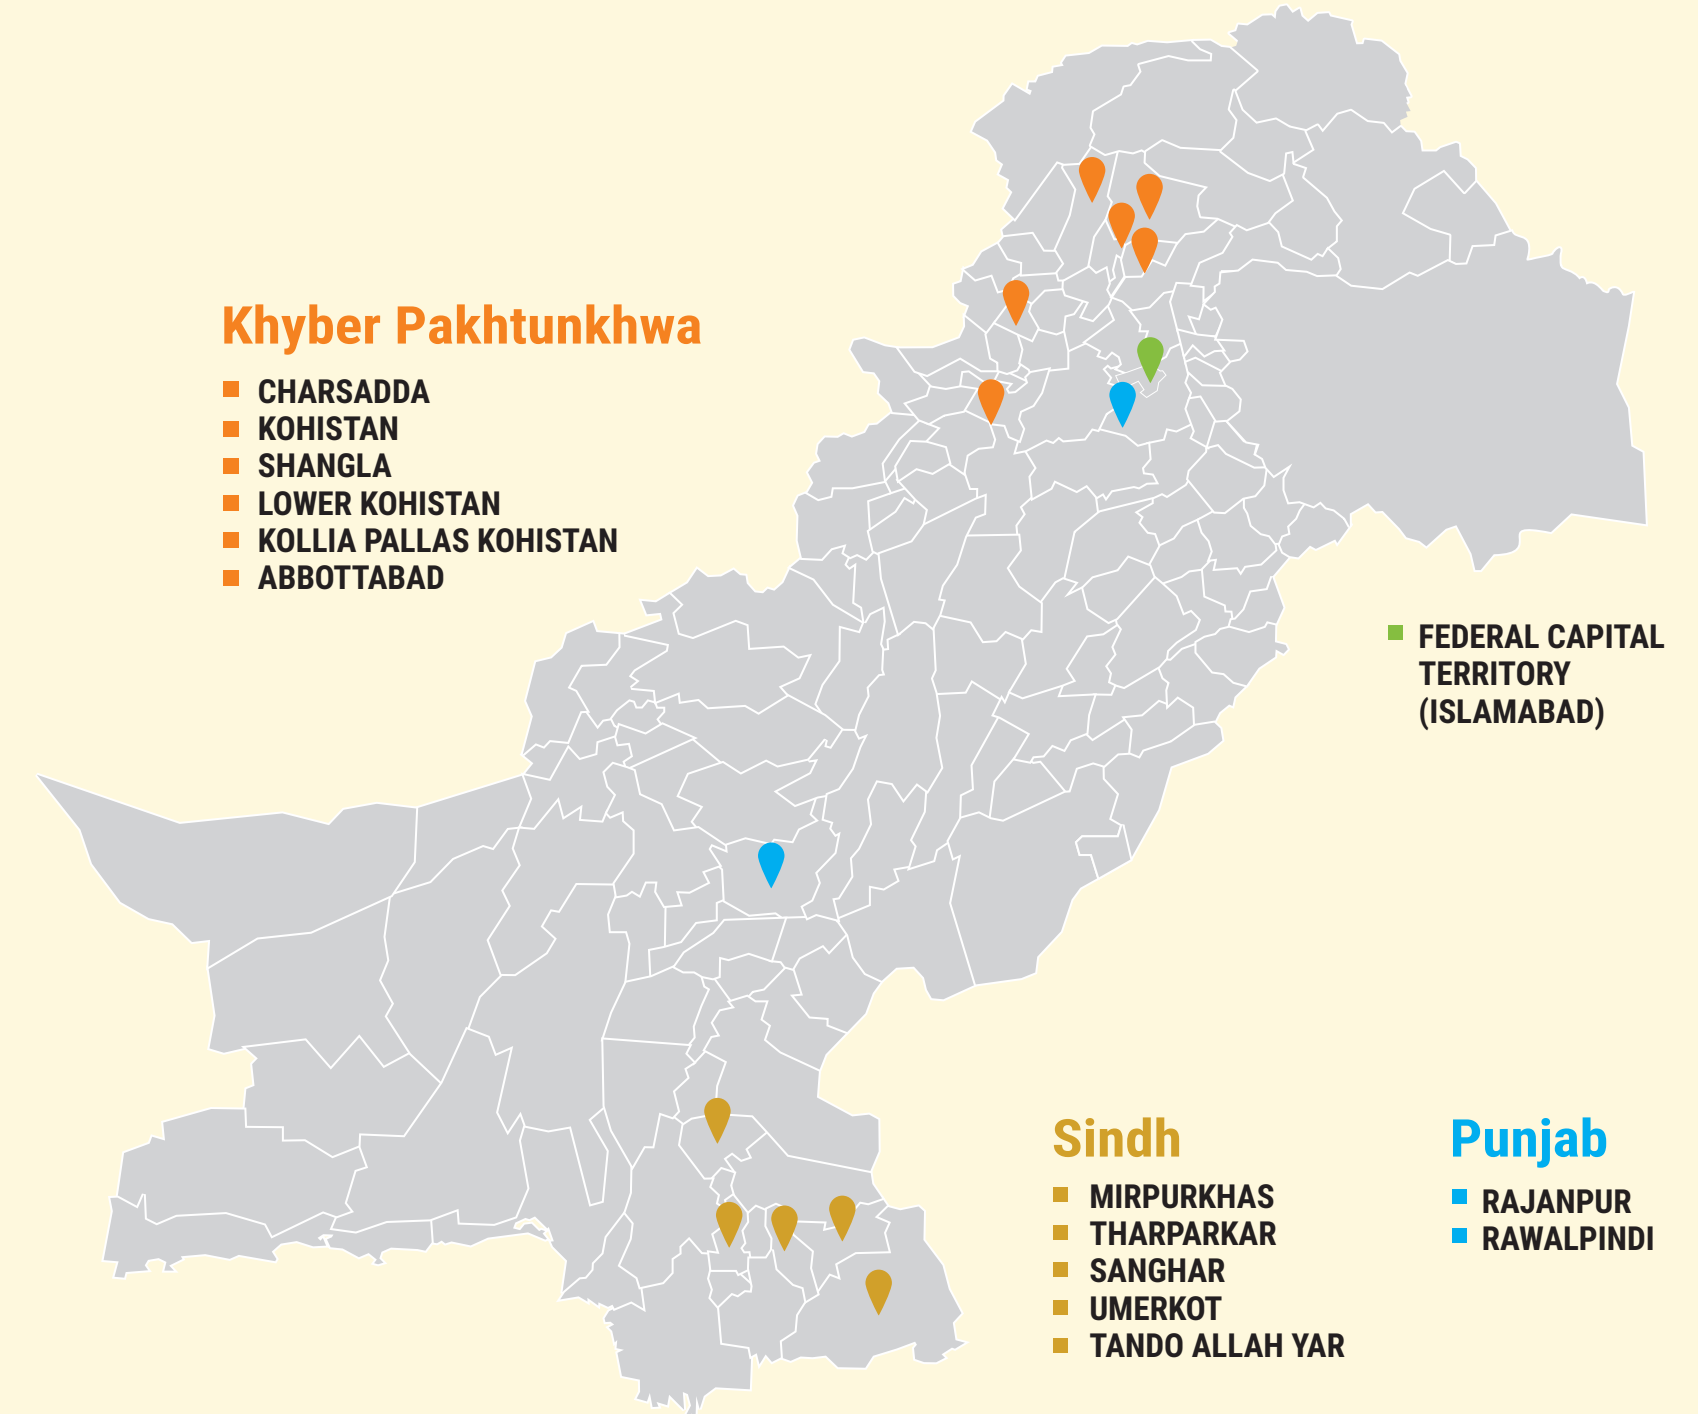 Khyber Pakhtunkhwa
CHARSADDA
KOHISTAN
SHANGLA
LOWER KOHISTAN
KOLLIA PALLAS KOHISTAN
ABBOTTABAD
FEDERAL CAPITAL
TERRITORY
(ISLAMABAD)
Sindh
MIRPURKHAS
THARPARKAR
SANGHAR
UMERKOT
TANDO ALLAH YAR
Punjab
RAJANPUR
RAWALPINDI